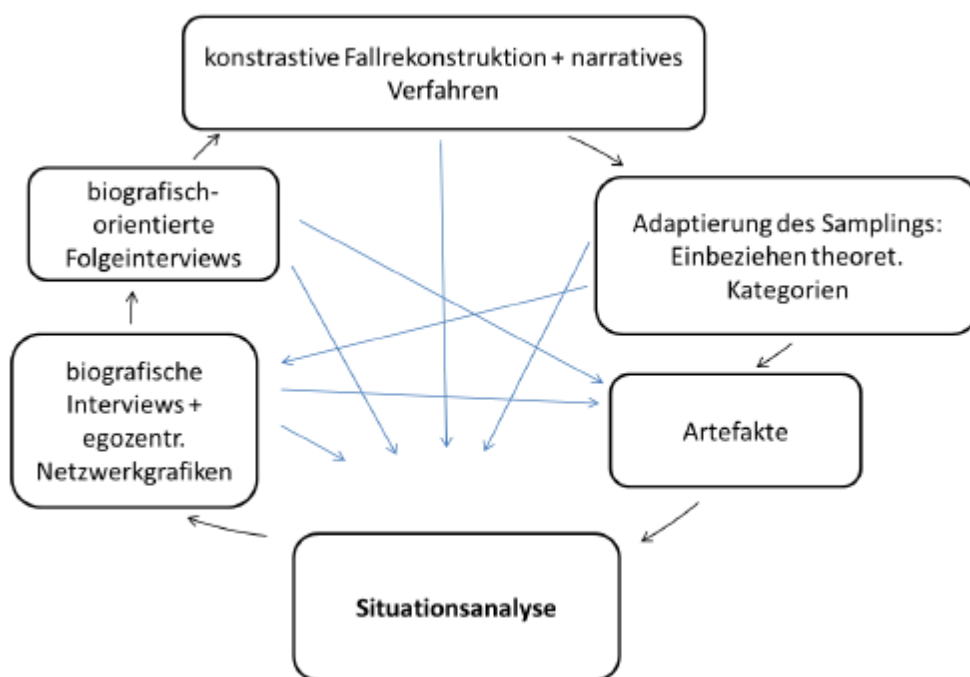 konstrastive Fallrekonstruktion + narratives
Verfahren
biografisch-
orientierte
Folgeinterviews
Adaptierung des Samplings:
Einbeziehen theoret.
Kategorien
biografische
Interviews +
egozentr.
Netzwerkgrafiken
Artefakte
Situationsanalyse